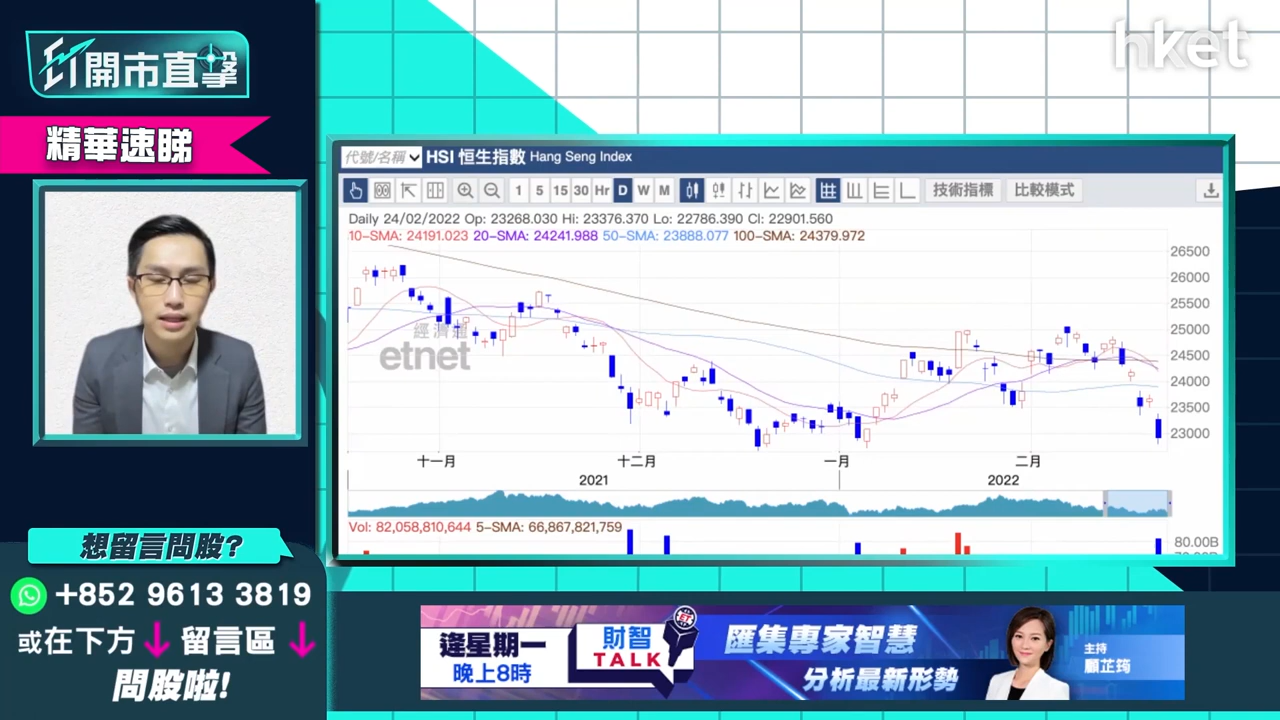 ET開市直擊
hket
精華速睇
代號/名稱 HSI 恒生指數 Hang Seng Index
1 5 15 30 Hr D W M 技術指標 比較模式
Daily 24/02/2022 Op: 23268.030 Hi: 23376.370 Lo: 22786.390 Cl: 22901.560
10-SMA: 24191.023 20-SMA: 24241.988 50-SMA: 23888.077 100-SMA: 24379.972
26500
26000
25500
25000
24500
24000
23500
23000
經濟通
etnet
十一月 十二月 一月 二月
2021 2022
Vol: 82,058,810,644 5-SMA: 66,867,821,759
80.00B
想留言問股?
+852 9613 3819
或在下方 留言區
問股啦!
逢星期一
晚上8時
財智
TALK
匯集專家智慧
分析最新形勢
主持
顧芷筠